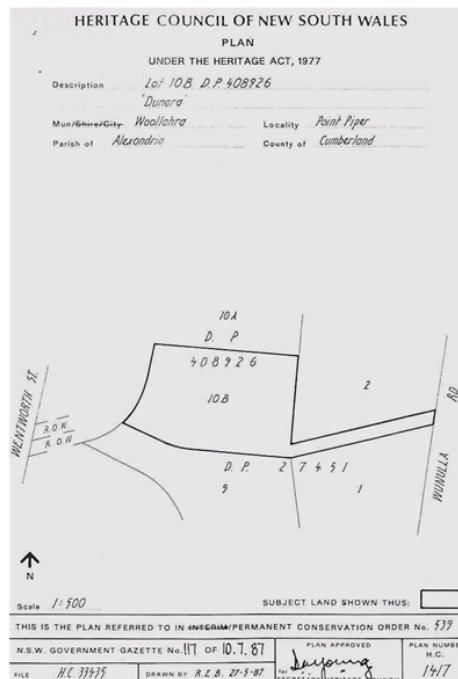 HERITAGE COUNCIL OF NEW SOUTH WALES
PLAN
UNDER THE HERITAGE ACT, 1977
Description Lot 10B D.P. 408926
'Dunara'
Mun/Shire/City Woollahra Locality Point Piper
Parish of Alexandria County of Cumberland
10A
D. P
408926
10B
2
WENTWORTH ST.
R.O.W
R.O.W
RD
WUNULLA
D.P. 27451
9
1
N
Scale 1:500
SUBJECT LAND SHOWN THUS:
THIS IS THE PLAN REFERRED TO IN INTERIM/PERMANENT CONSERVATION ORDER No. 539
N.S.W. GOVERNMENT GAZETTE No. 117 OF 10.7.87
PLAN APPROVED
PLAN NUMBER
H.C.
1417
FILE H.C 33435
DRAWN BY R.E.B. 27-5-87
for